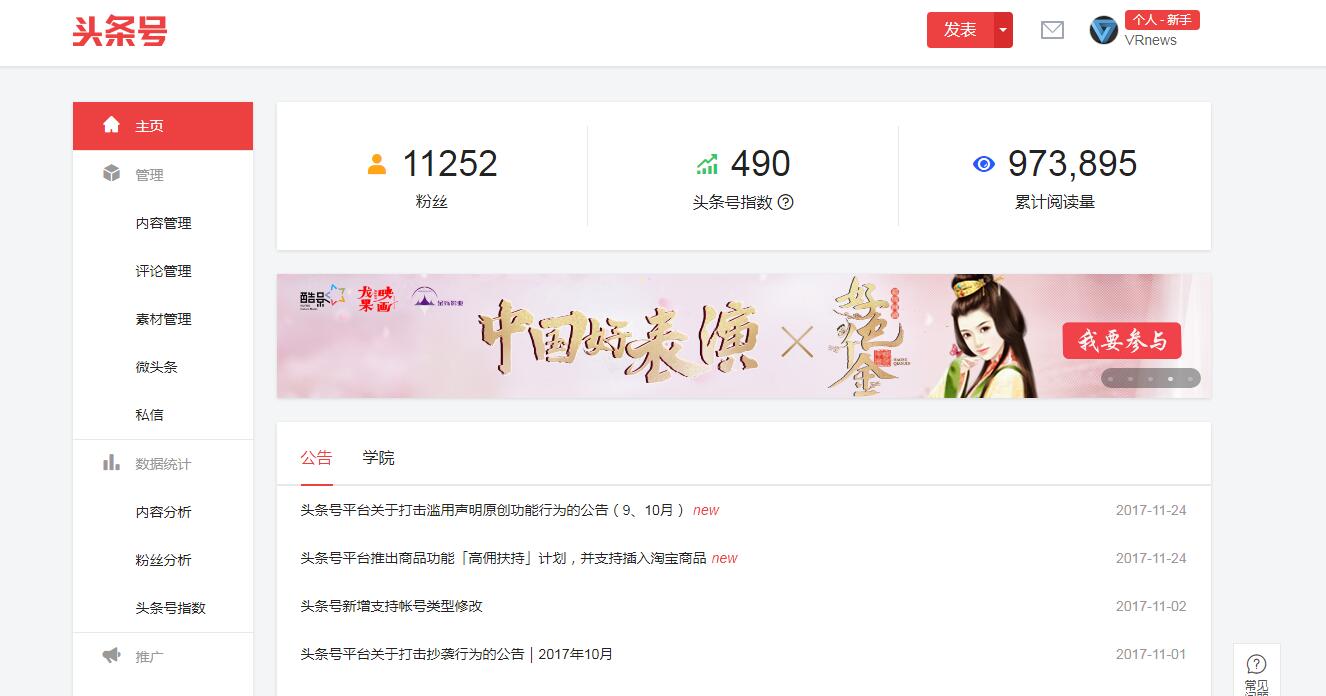 头条号
发表
个人 - 新手
VRnews
主页
管理
内容管理
评论管理
素材管理
微头条
私信
数据统计
内容分析
粉丝分析
头条号指数
推广
11252
粉丝
490
头条号指数
973,895
累计阅读量
酷影
龙果映画
中国好表演
好色千金
我要参与
公告 学院
头条号平台关于打击滥用声明原创功能行为的公告（9、10月） new 2017-11-24
头条号平台推出商品功能「高佣扶持」计划，并支持插入淘宝商品 new 2017-11-24
头条号新增支持帐号类型修改 2017-11-02
头条号平台关于打击抄袭行为的公告 | 2017年10月 2017-11-01
常见
问题